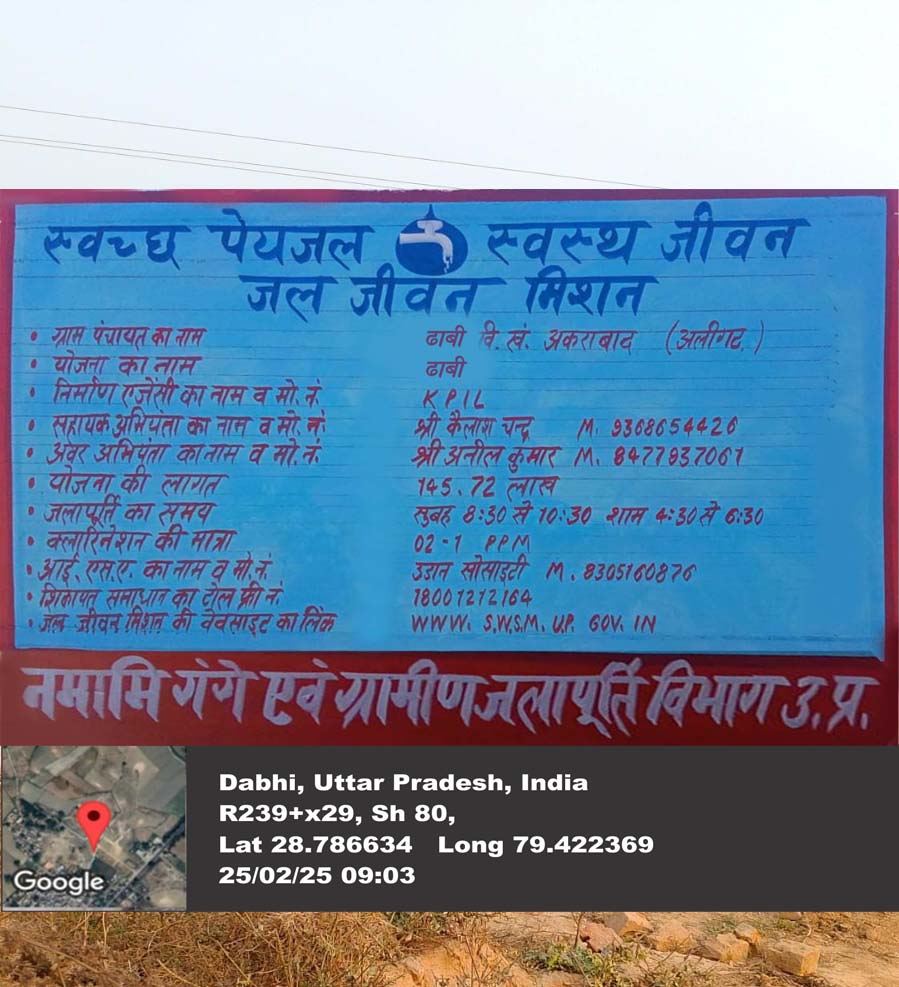 स्वच्छ पेयजल स्वस्थ जीवन
जल जीवन मिशन
• ग्राम पंचायत का नाम ढाबी वि. खं. अकराबाद (अलीगढ.)
• योजना का नाम ढाबी
• निर्माण एजेंसी का नाम व मो. नं. KPIL
• सहायक अभियंता का नाम व मो. नं. श्री कैलाश चन्द्र M. 9368654426
• अवर अभियंता का नाम व मो. नं. श्री अनील कुमार M. 8477837061
• योजना की लागत 145.72 लाख
• जलापूर्ति का समय सुबह 8:30 से 10:30 शाम 4:30 से 6:30
• क्लोरिनेशन की मात्रा 02-1 PPM
• आई. एस.ए. का नाम व मो. नं. उडान सोसाइटी M. 8305160876
• शिकायत समाधान का टोल फ्री नं. 18001212164
• जल जीवन मिशन की वेबसाइट का लिंक WWW. S.W.S.M. U.P. GOV. IN
नमामि गंगे एवं ग्रामीण जलापूर्ति विभाग उ. प्र.
Dabhi, Uttar Pradesh, India
R239+x29, Sh 80,
Lat 28.786634 Long 79.422369
25/02/25 09:03
Google